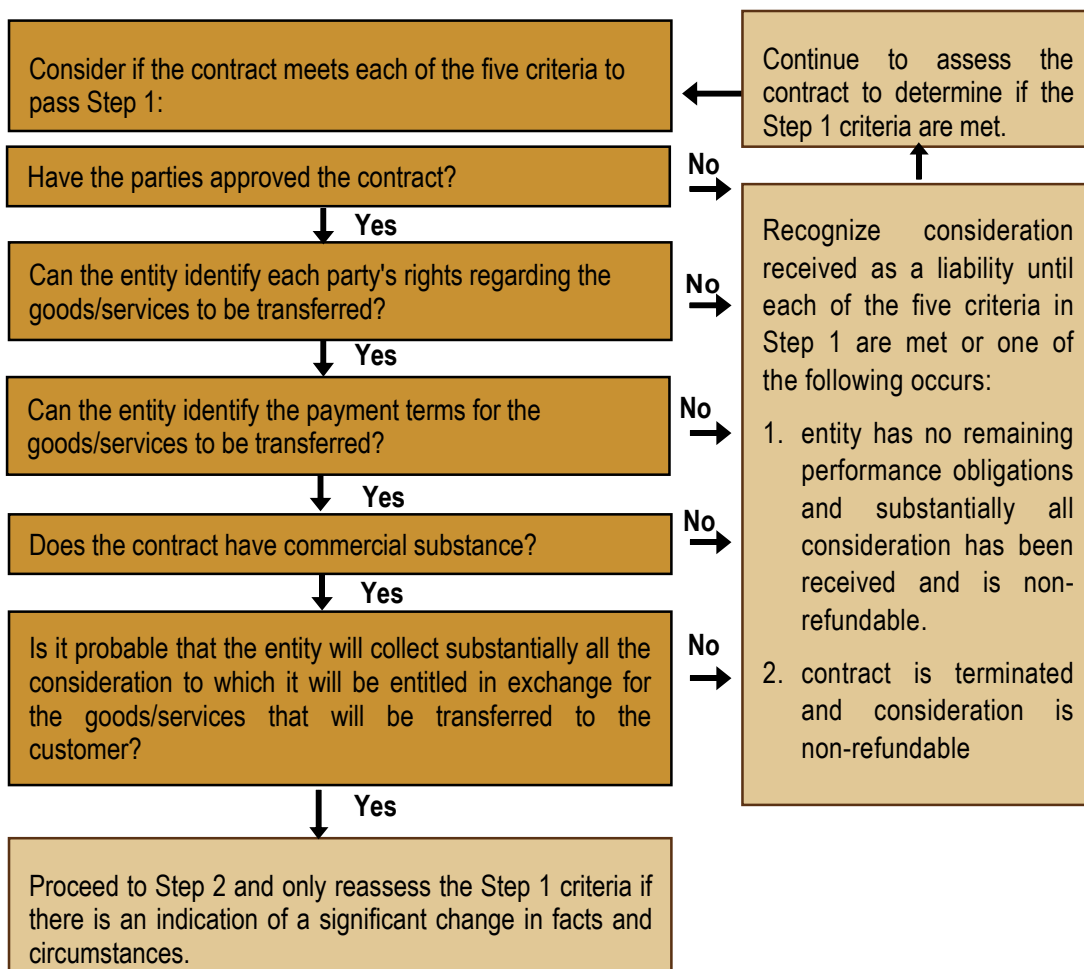 Consider if the contract meets each of the five criteria to
pass Step 1:
Continue to assess the
contract to determine if the
Step 1 criteria are met.
Have the parties approved the contract?
No
Yes
Can the entity identify each party's rights regarding the
goods/services to be transferred?
No
Yes
Can the entity identify the payment terms for the
goods/services to be transferred?
No
Yes
Does the contract have commercial substance?
No
Yes
Is it probable that the entity will collect substantially all the
consideration to which it will be entitled in exchange for
the goods/services that will be transferred to the
customer?
No
Yes
Recognize consideration
received as a liability until
each of the five criteria in
Step 1 are met or one of
the following occurs:
1. entity has no remaining
performance obligations
and substantially all
consideration has been
received and is non-
refundable.
2. contract is terminated
and consideration is
non-refundable
Proceed to Step 2 and only reassess the Step 1 criteria if
there is an indication of a significant change in facts and
circumstances.